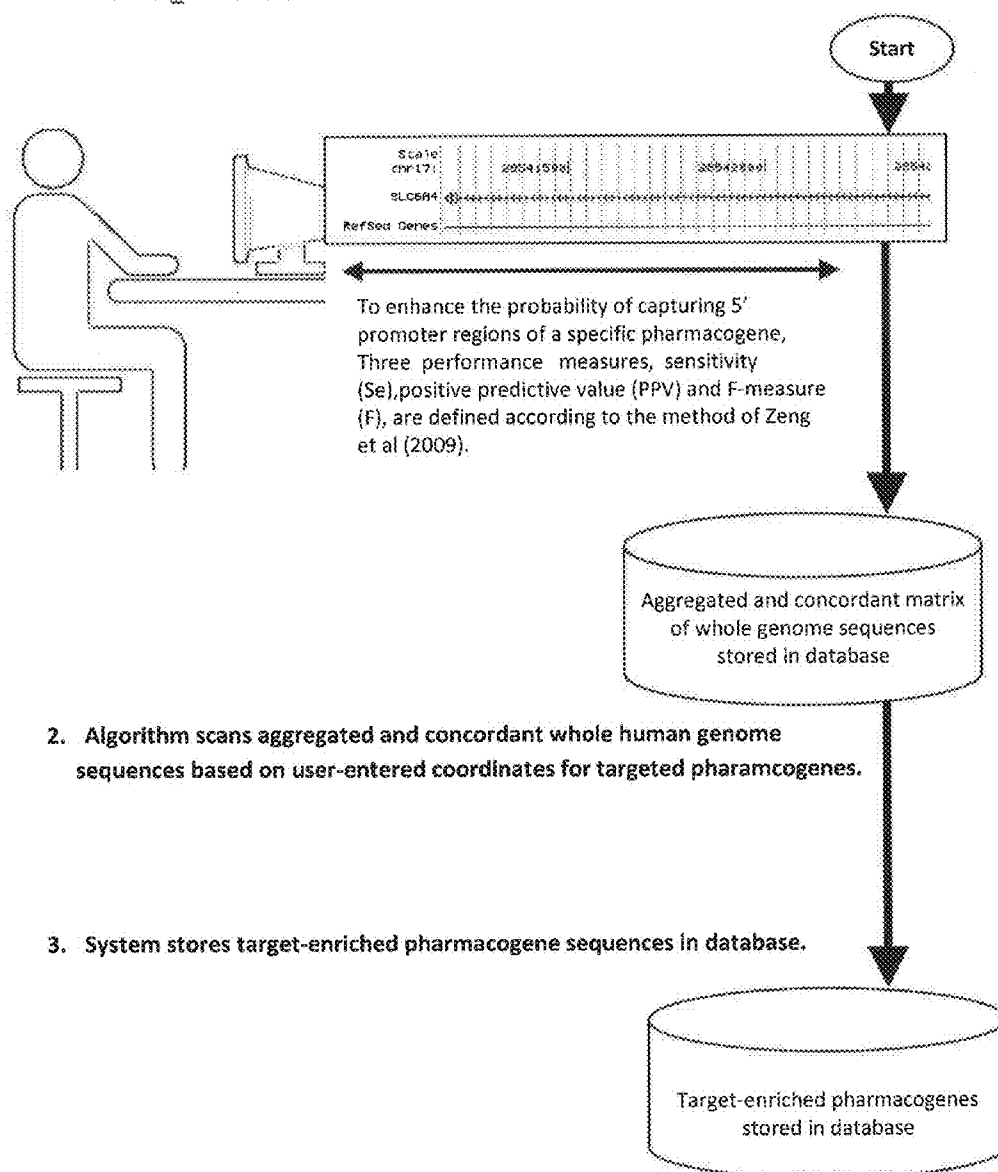 Start
Scale
chr17:
SLC6A4
RefSeq Genes
To enhance the probability of capturing 5'
promoter regions of a specific pharmacogene,
Three performance measures, sensitivity
(Se),positive predictive value (PPV) and F-measure
(F), are defined according to the method of Zeng
et al (2009).
Aggregated and concordant matrix
of whole genome sequences
stored in database
2. Algorithm scans aggregated and concordant whole human genome
sequences based on user-entered coordinates for targeted pharamcogenes.
3. System stores target-enriched pharmacogene sequences in database.
Target-enriched pharmacogenes
stored in database